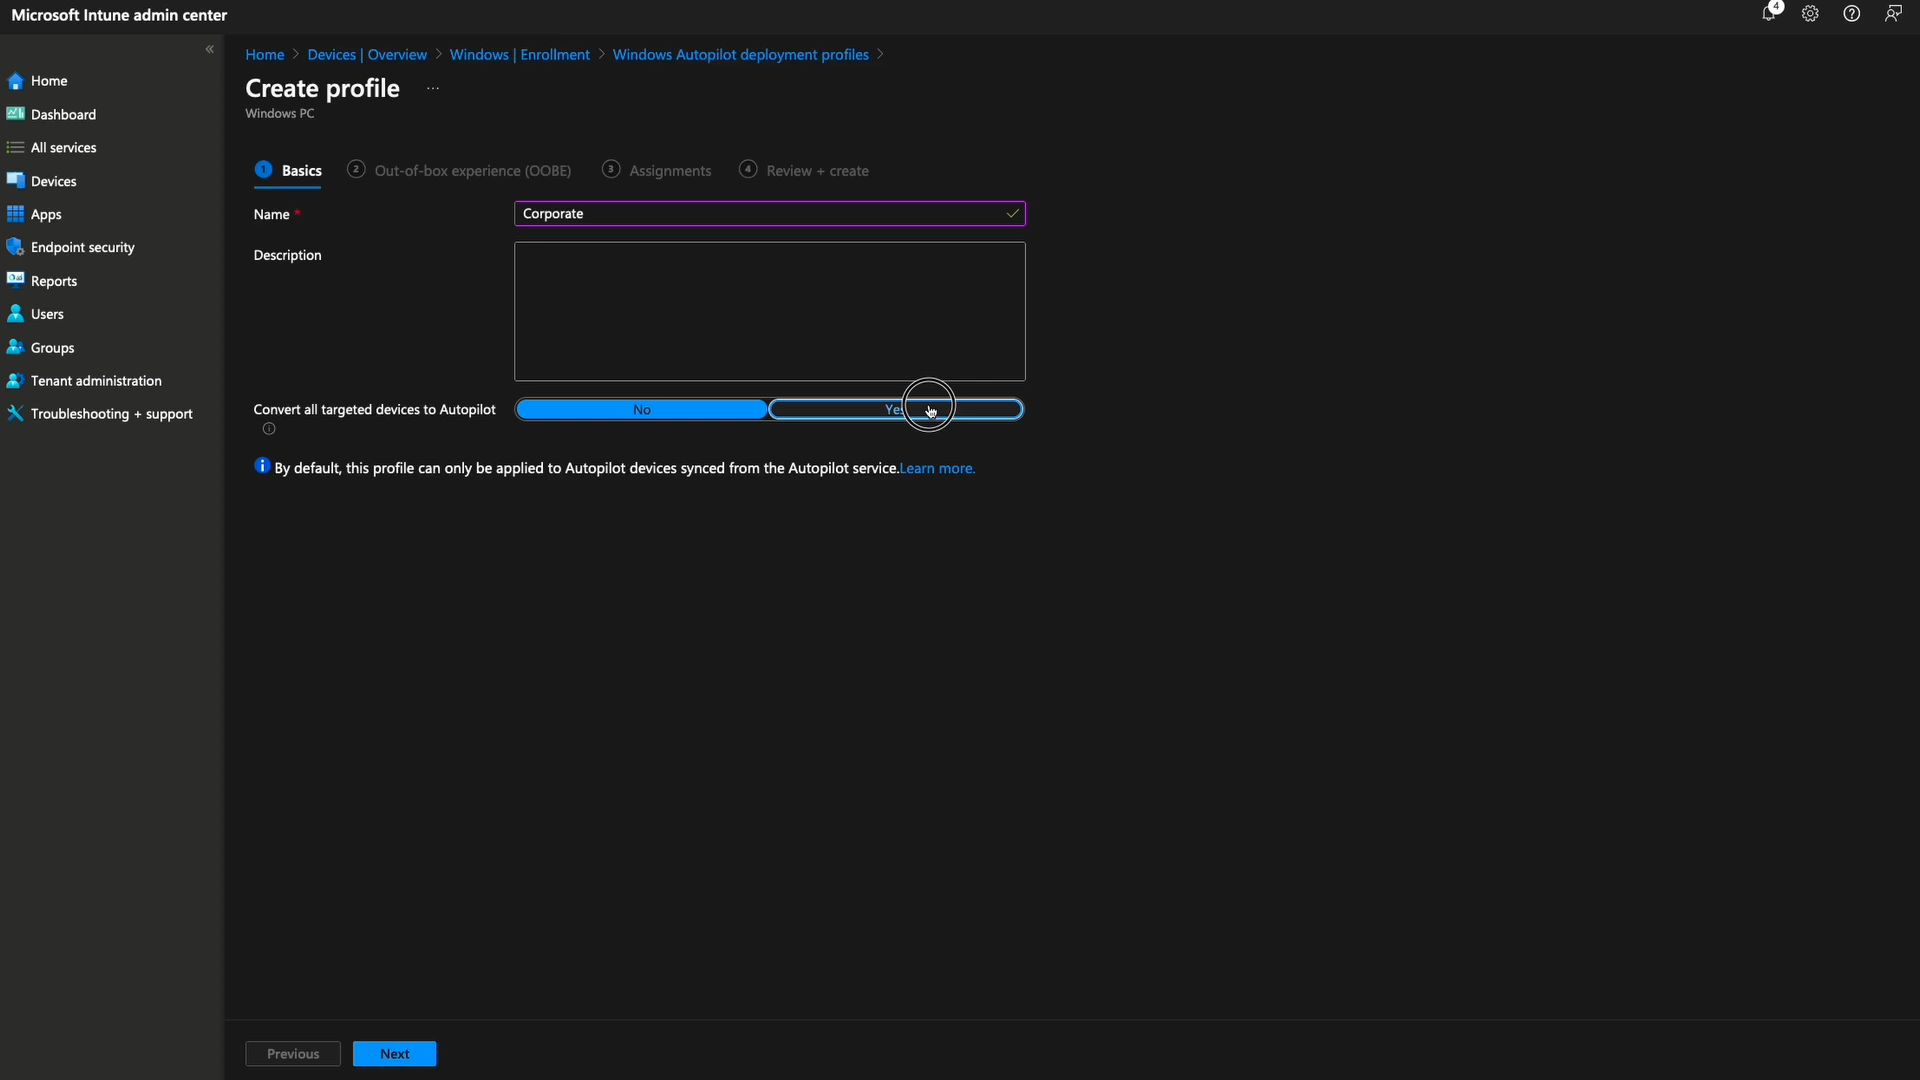 Microsoft Intune admin center
4
Home > Devices | Overview > Windows | Enrollment > Windows Autopilot deployment profiles >
Create profile ...
Windows PC
Home
Dashboard
All services
Devices
Apps
Endpoint security
Reports
Users
Groups
Tenant administration
Troubleshooting + support
1 Basics 2 Out-of-box experience (OOBE) 3 Assignments 4 Review + create
Name * Corporate
Description
Convert all targeted devices to Autopilot No Yes
By default, this profile can only be applied to Autopilot devices synced from the Autopilot service.Learn more.
Previous Next